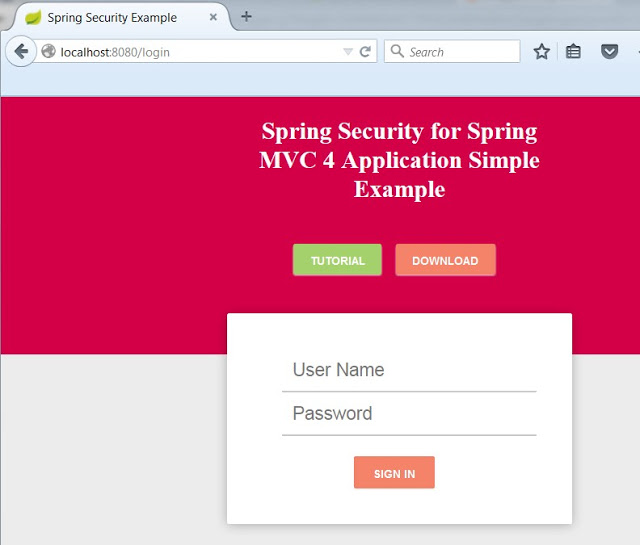 Spring Security Example
localhost:8080/login
Search
Spring Security for Spring
MVC 4 Application Simple
Example
TUTORIAL
DOWNLOAD
User Name
Password
SIGN IN